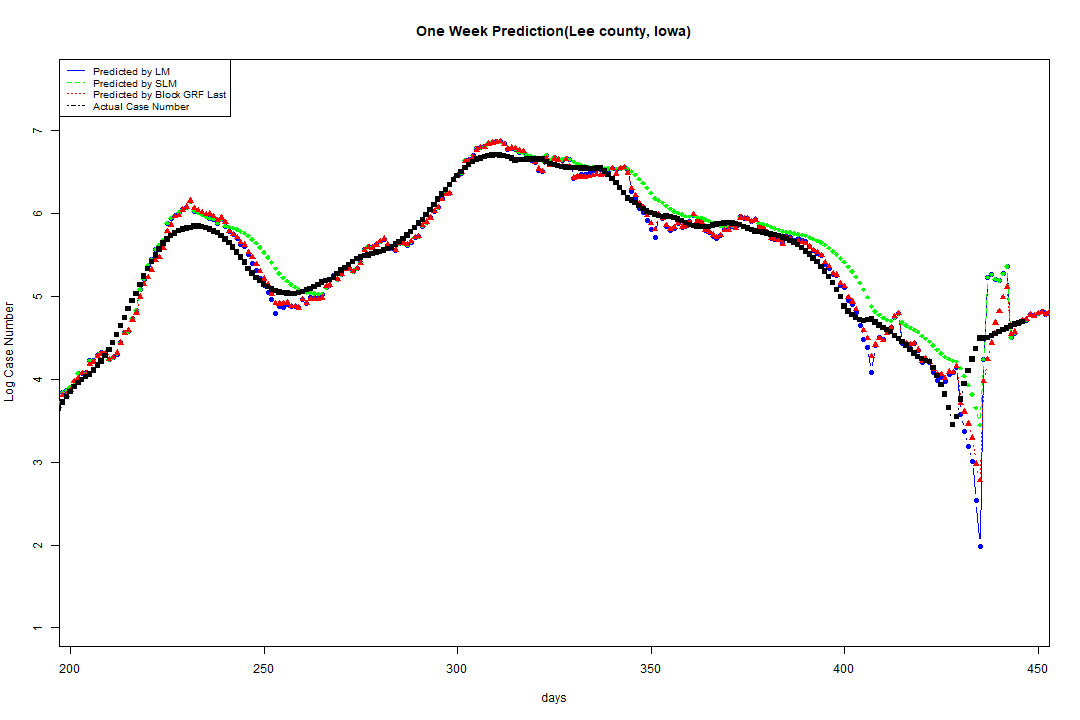 One Week Prediction(Lee county, Iowa)
Predicted by LM
Predicted by SLM
Predicted by Block GRF Last
Actual Case Number
7
6
5
4
3
2
1
Log Case Number
200 250 300 350 400 450
days